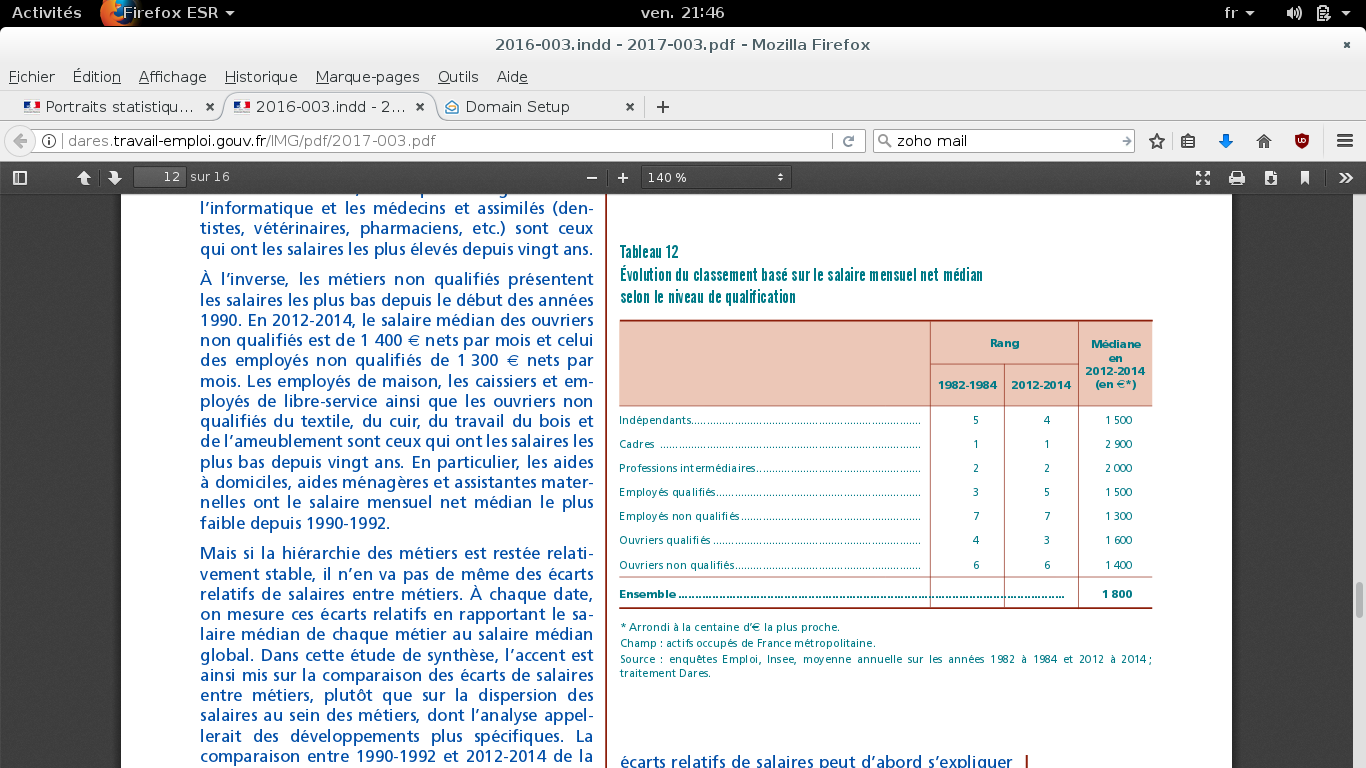 Activités Firefox ESR ven. 21:46 fr
2016-003.indd - 2017-003.pdf - Mozilla Firefox
Fichier Édition Affichage Historique Marque-pages Outils Aide
Portraits statistiqu... 2016-003.indd - 2... Domain Setup
dares.travail-emploi.gouv.fr/IMG/pdf/2017-003.pdf zoho mail
12 sur 16 140 %
l’informatique et les médecins et assimilés (den-
tistes, vétérinaires, pharmaciens, etc.) sont ceux
qui ont les salaires les plus élevés depuis vingt ans.
À l’inverse, les métiers non qualifiés présentent
les salaires les plus bas depuis le début des années
1990. En 2012-2014, le salaire médian des ouvriers
non qualifiés est de 1 400 € nets par mois et celui
des employés non qualifiés de 1 300 € nets par
mois. Les employés de maison, les caissiers et em-
ployés de libre-service ainsi que les ouvriers non
qualifiés du textile, du cuir, du travail du bois et
de l’ameublement sont ceux qui ont les salaires les
plus bas depuis vingt ans. En particulier, les aides
à domiciles, aides ménagères et assistantes mater-
nelles ont le salaire mensuel net médian le plus
faible depuis 1990-1992.
Mais si la hiérarchie des métiers est restée relati-
vement stable, il n’en va pas de même des écarts
relatifs de salaires entre métiers. À chaque date,
on mesure ces écarts relatifs en rapportant le sa-
laire médian de chaque métier au salaire médian
global. Dans cette étude de synthèse, l’accent est
ainsi mis sur la comparaison des écarts de salaires
entre métiers, plutôt que sur la dispersion des
salaires au sein des métiers, dont l’analyse appel-
lerait des développements plus spécifiques. La
comparaison entre 1990-1992 et 2012-2014 de la
Tableau 12
Évolution du classement basé sur le salaire mensuel net médian
selon le niveau de qualification
Rang
1982-1984 2012-2014
Médiane
en
2012-2014
(en €*)
Indépendants 5 4 1 500
Cadres 1 1 2 900
Professions intermédiaires 2 2 2 000
Employés qualifiés 3 5 1 500
Employés non qualifiés 7 7 1 300
Ouvriers qualifiés 4 3 1 600
Ouvriers non qualifiés 6 6 1 400
Ensemble 1 800
* Arrondi à la centaine d’€ la plus proche.
Champ : actifs occupés de France métropolitaine.
Source : enquêtes Emploi, Insee, moyenne annuelle sur les années 1982 à 1984 et 2012 à 2014 ;
traitement Dares.
écarts relatifs de salaires peut d’abord s’expliquer